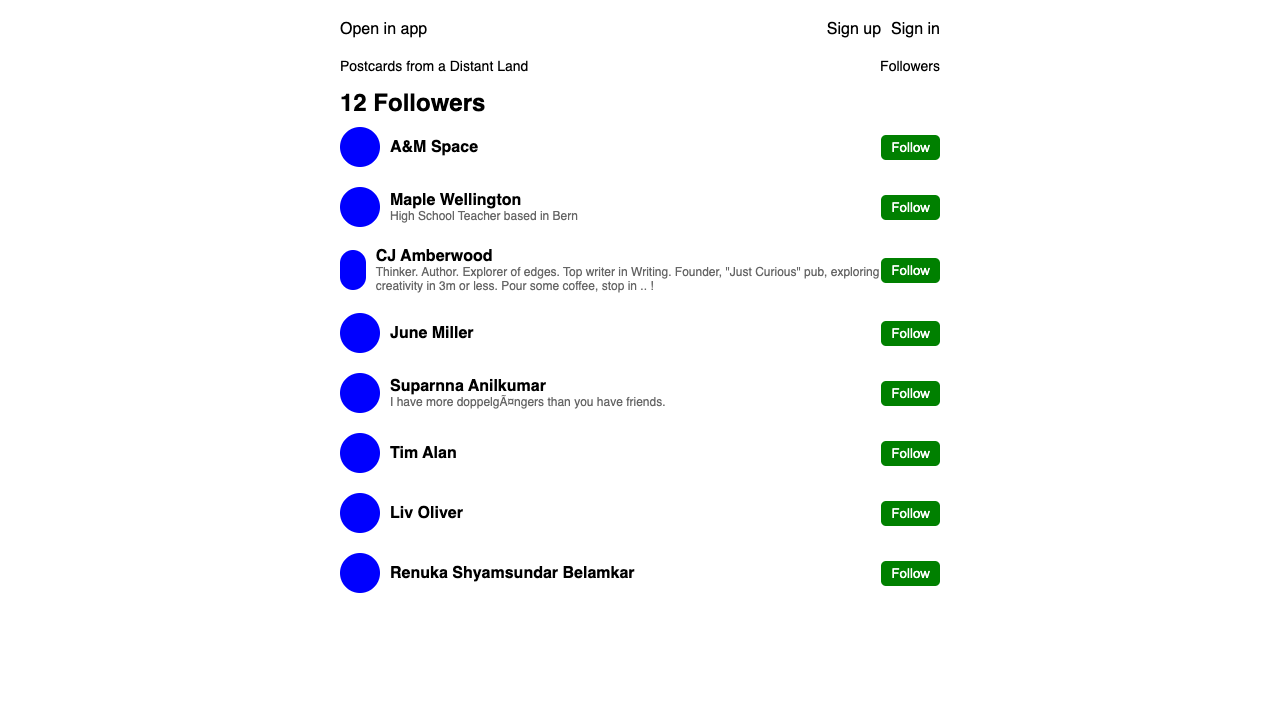 Open in app Sign up Sign in
Postcards from a Distant Land Followers
12 Followers
A&M Space Follow
Maple Wellington
High School Teacher based in Bern
Follow
CJ Amberwood
Thinker. Author. Explorer of edges. Top writer in Writing. Founder, "Just Curious" pub, exploring
creativity in 3m or less. Pour some coffee, stop in .. !
Follow
June Miller Follow
Suparnna Anilkumar
I have more doppelgÃ¤ngers than you have friends.
Follow
Tim Alan Follow
Liv Oliver Follow
Renuka Shyamsundar Belamkar Follow